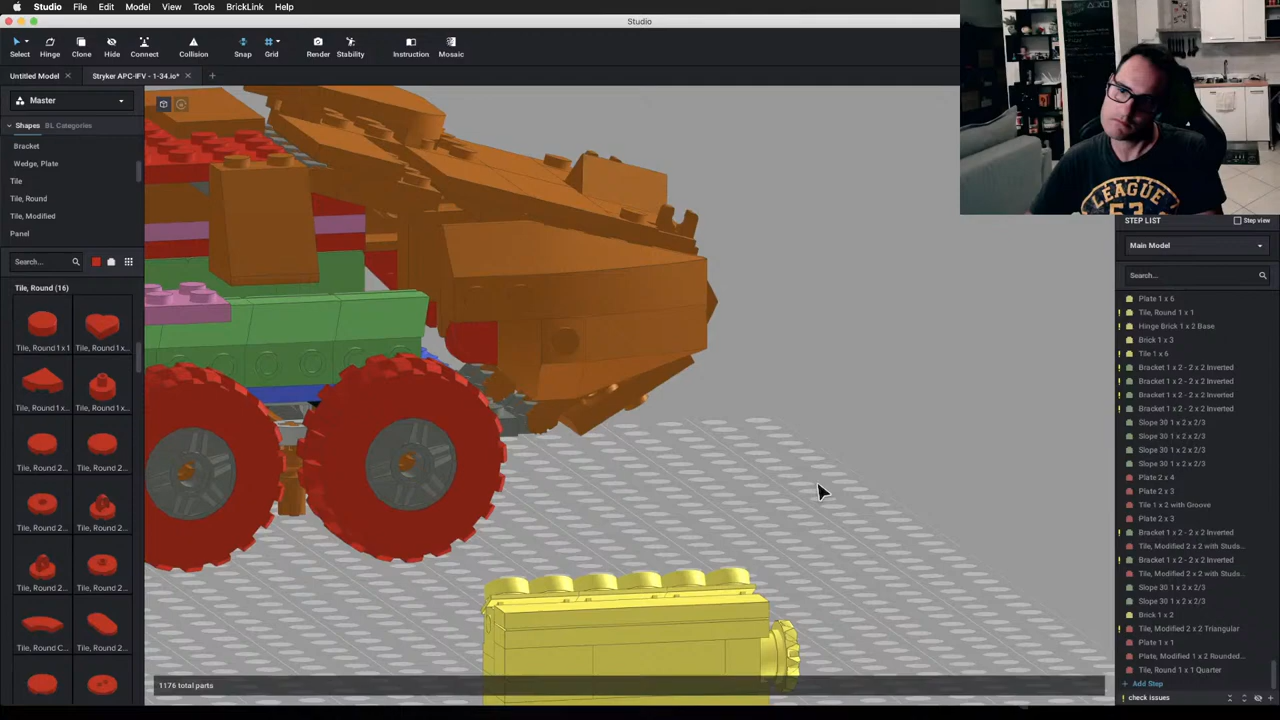 Studio File Edit Model View Tools BrickLink Help
Studio
Select Hinge Clone Hide Connect Collision Snap Grid Render Stability Instruction Mosaic
Untitled Model Stryker APC-IFV - 1-34.io*
Master
Shapes BL Categories
Bracket
Wedge, Plate
Tile
Tile, Round
Tile, Modified
Panel
Search...
Tile, Round (16)
Tile, Round 1x1 Tile, Round 1x...
Tile, Round 1x... Tile, Round 1x...
Tile, Round 2... Tile, Round 2...
Tile, Round 2... Tile, Round 2...
Tile, Round 2... Tile, Round 2...
Tile, Round C... Tile, Round 2...
1176 total parts
LEAGUE
STEP LIST Step view
Main Model
Search...
Plate 1 x 6
Tile, Round 1 x 1
Hinge Brick 1 x 2 Base
Brick 1 x 3
Tile 1 x 6
Bracket 1 x 2 - 2 x 2 Inverted
Bracket 1 x 2 - 2 x 2 Inverted
Bracket 1 x 2 - 2 x 2 Inverted
Bracket 1 x 2 - 2 x 2 Inverted
Slope 30 1 x 2 x 2/3
Slope 30 1 x 2 x 2/3
Slope 30 1 x 2 x 2/3
Slope 30 1 x 2 x 2/3
Plate 2 x 4
Plate 2 x 3
Tile 1 x 2 with Groove
Plate 2 x 3
Bracket 1 x 2 - 2 x 2 Inverted
Tile, Modified 2 x 2 with Studs...
Bracket 1 x 2 - 2 x 2 Inverted
Tile, Modified 2 x 2 with Studs...
Slope 30 1 x 2 x 2/3
Slope 30 1 x 2 x 2/3
Brick 1 x 2
Tile, Modified 2 x 2 Triangular
Plate 1 x 1
Plate, Modified 1 x 2 Rounded...
Tile, Round 1 x 1 Quarter
Add Step
check issues